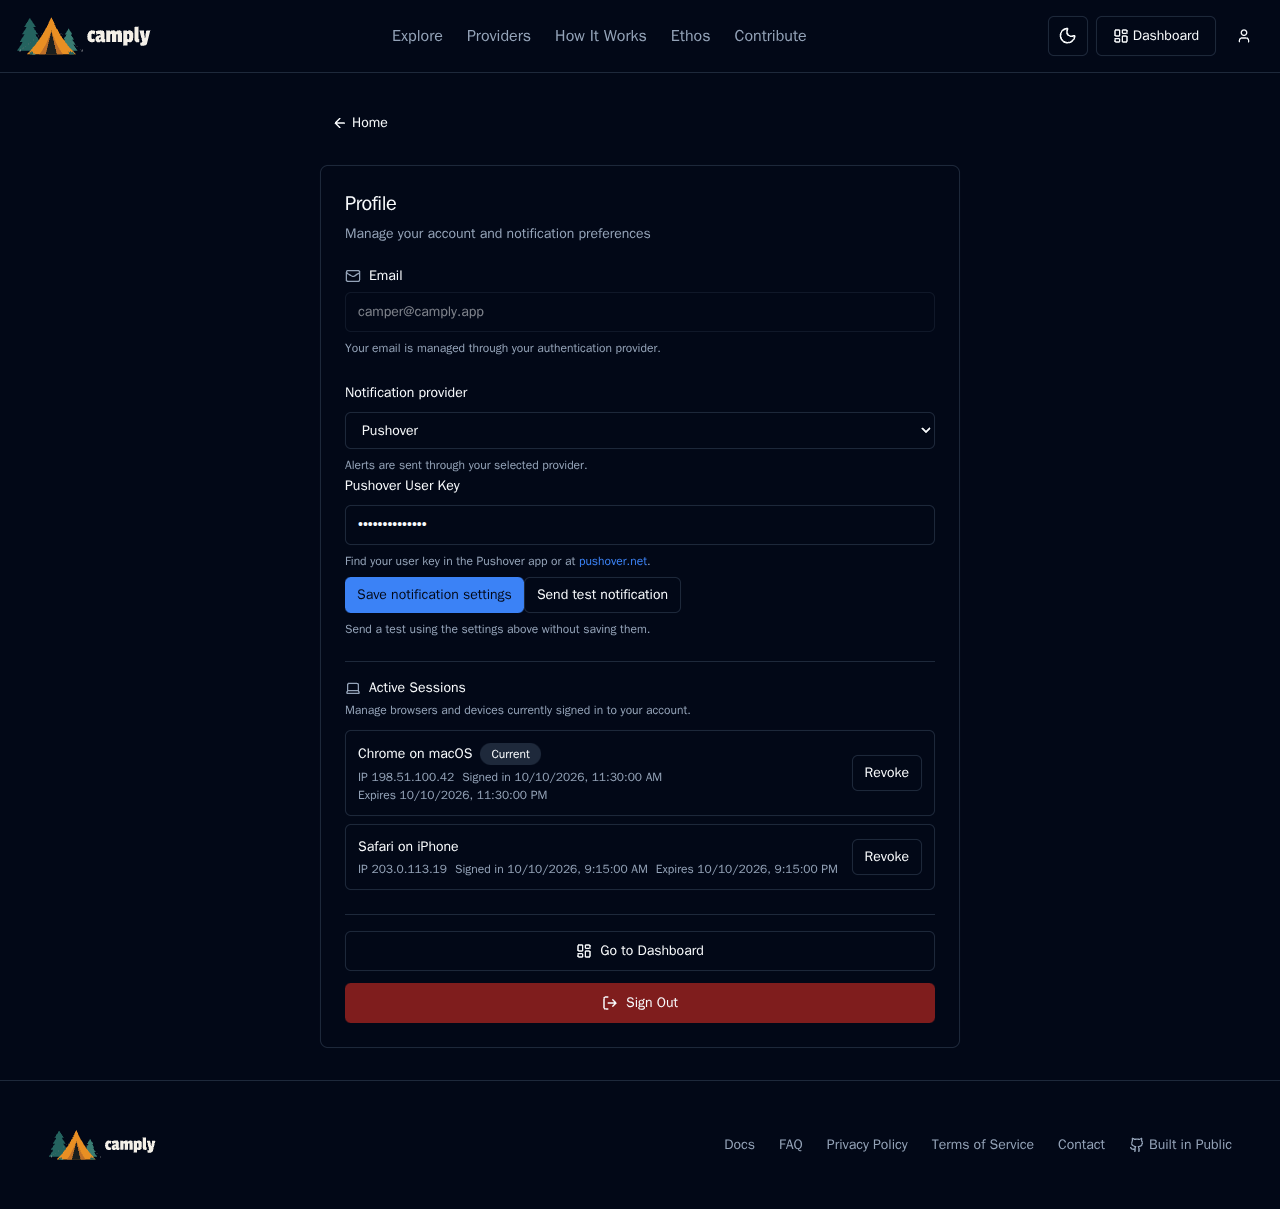 camply
Explore
Providers
How It Works
Ethos
Contribute
Dashboard
Home
Profile
Manage your account and notification preferences
Email
camper@camply.app
Your email is managed through your authentication provider.
Notification provider
Pushover
Alerts are sent through your selected provider.
Pushover User Key
••••••••••••••
Find your user key in the Pushover app or at pushover.net.
Save notification settings
Send test notification
Send a test using the settings above without saving them.
Active Sessions
Manage browsers and devices currently signed in to your account.
Chrome on macOS Current
IP 198.51.100.42 Signed in 10/10/2026, 11:30:00 AM
Expires 10/10/2026, 11:30:00 PM
Revoke
Safari on iPhone
IP 203.0.113.19 Signed in 10/10/2026, 9:15:00 AM Expires 10/10/2026, 9:15:00 PM
Revoke
Go to Dashboard
Sign Out
camply
Docs
FAQ
Privacy Policy
Terms of Service
Contact
Built in Public